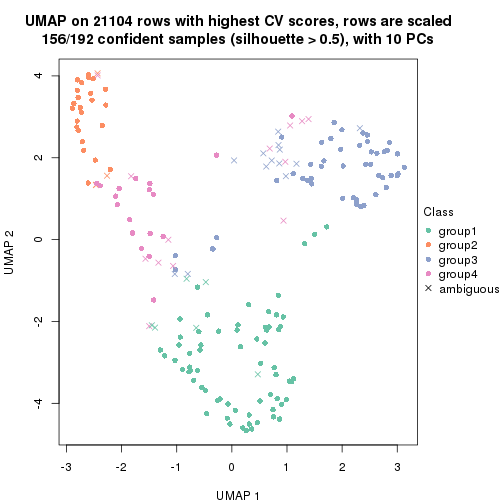 UMAP on 21104 rows with highest CV scores, rows are scaled
156/192 confident samples (silhouette > 0.5), with 10 PCs
4
2
0
-2
-4
UMAP 2
-3
-2
-1
0
1
2
3
UMAP 1
Class
group1
group2
group3
group4
ambiguous